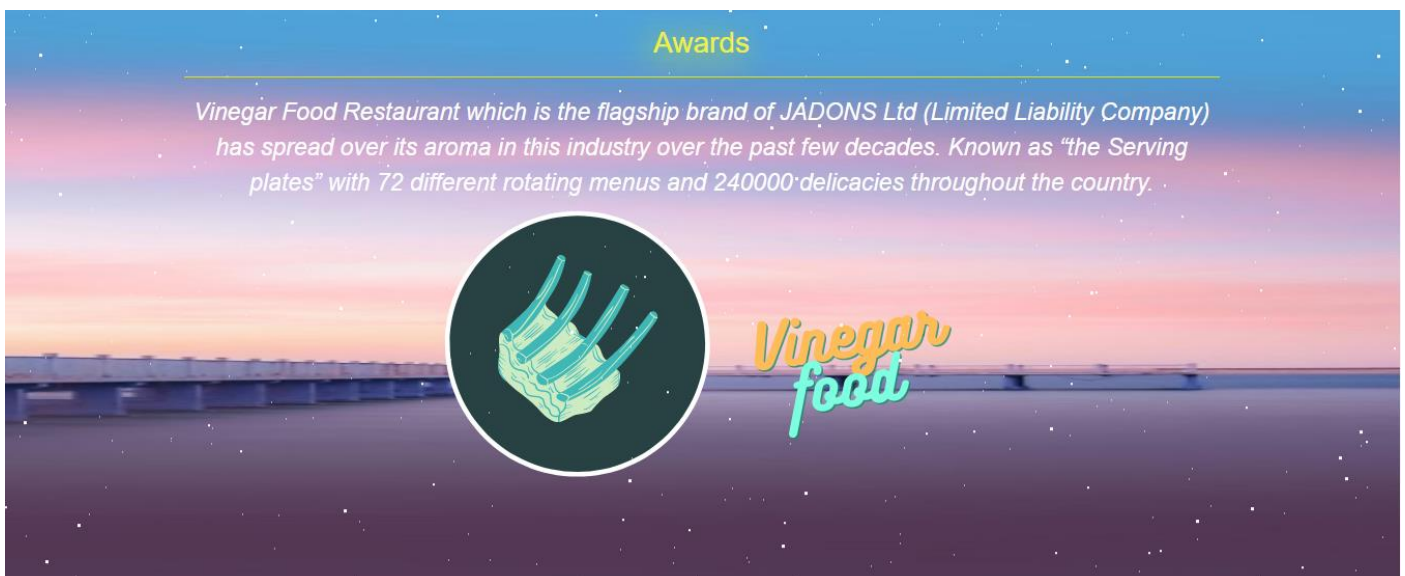 Awards
Vinegar Food Restaurant which is the flagship brand of JADONS Ltd (Limited Liability Company)
has spread over its aroma in this industry over the past few decades. Known as “the Serving
plates” with 72 different rotating menus and 240000 delicacies throughout the country.
Vinegar
food